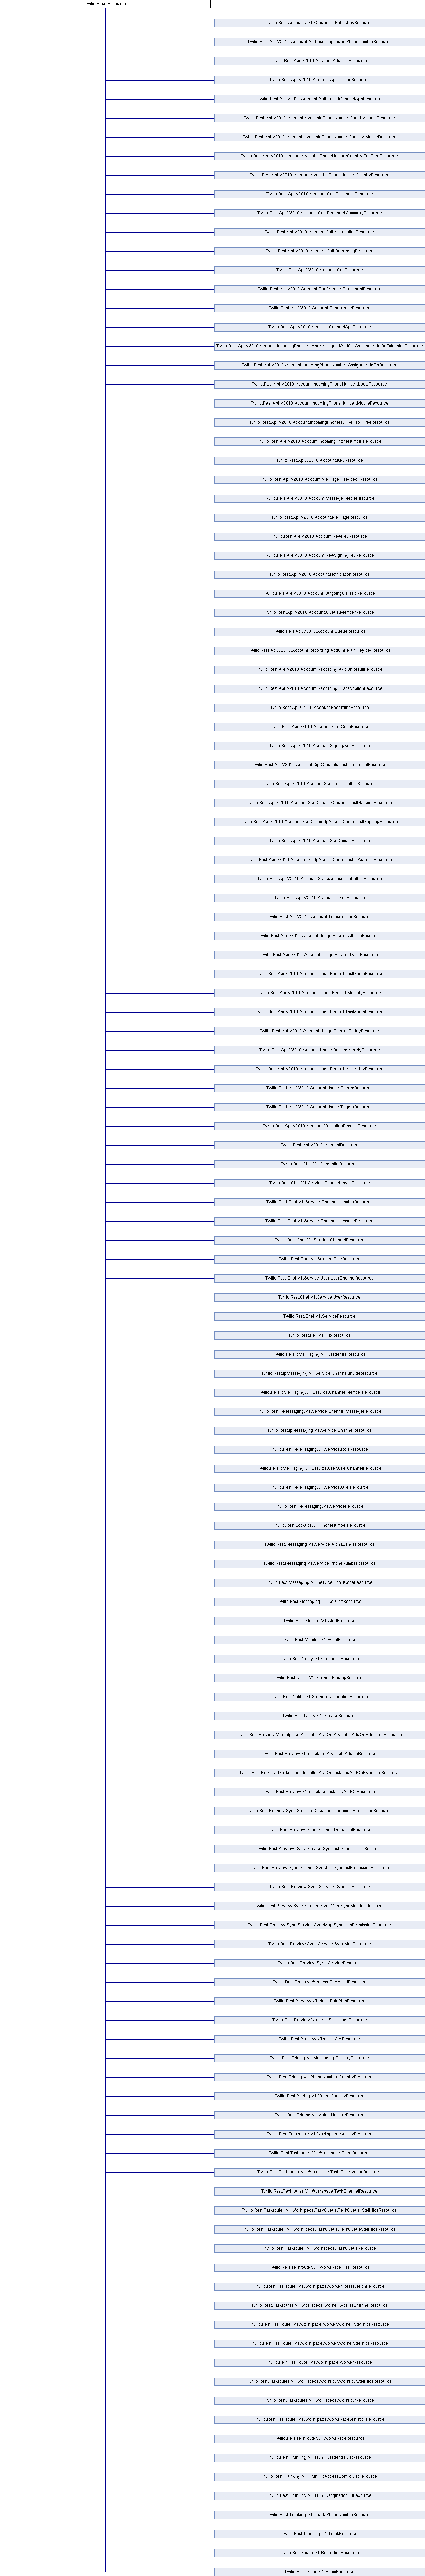 Twilio.Base.Resource
Twilio.Rest.Accounts.V1.Credential.PublicKeyResource
Twilio.Rest.Api.V2010.Account.Address.DependentPhoneNumberResource
Twilio.Rest.Api.V2010.Account.AddressResource
Twilio.Rest.Api.V2010.Account.ApplicationResource
Twilio.Rest.Api.V2010.Account.AuthorizedConnectAppResource
Twilio.Rest.Api.V2010.Account.AvailablePhoneNumberCountry.LocalResource
Twilio.Rest.Api.V2010.Account.AvailablePhoneNumberCountry.MobileResource
Twilio.Rest.Api.V2010.Account.AvailablePhoneNumberCountry.TollFreeResource
Twilio.Rest.Api.V2010.Account.AvailablePhoneNumberCountryResource
Twilio.Rest.Api.V2010.Account.Call.FeedbackResource
Twilio.Rest.Api.V2010.Account.Call.FeedbackSummaryResource
Twilio.Rest.Api.V2010.Account.Call.NotificationResource
Twilio.Rest.Api.V2010.Account.Call.RecordingResource
Twilio.Rest.Api.V2010.Account.CallResource
Twilio.Rest.Api.V2010.Account.Conference.ParticipantResource
Twilio.Rest.Api.V2010.Account.ConferenceResource
Twilio.Rest.Api.V2010.Account.ConnectAppResource
Twilio.Rest.Api.V2010.Account.IncomingPhoneNumber.AssignedAddOn.AssignedAddOnExtensionResource
Twilio.Rest.Api.V2010.Account.IncomingPhoneNumber.AssignedAddOnResource
Twilio.Rest.Api.V2010.Account.IncomingPhoneNumber.LocalResource
Twilio.Rest.Api.V2010.Account.IncomingPhoneNumber.MobileResource
Twilio.Rest.Api.V2010.Account.IncomingPhoneNumber.TollFreeResource
Twilio.Rest.Api.V2010.Account.IncomingPhoneNumberResource
Twilio.Rest.Api.V2010.Account.KeyResource
Twilio.Rest.Api.V2010.Account.Message.FeedbackResource
Twilio.Rest.Api.V2010.Account.Message.MediaResource
Twilio.Rest.Api.V2010.Account.MessageResource
Twilio.Rest.Api.V2010.Account.NewKeyResource
Twilio.Rest.Api.V2010.Account.NewSigningKeyResource
Twilio.Rest.Api.V2010.Account.NotificationResource
Twilio.Rest.Api.V2010.Account.OutgoingCallerIdResource
Twilio.Rest.Api.V2010.Account.Queue.MemberResource
Twilio.Rest.Api.V2010.Account.QueueResource
Twilio.Rest.Api.V2010.Account.Recording.AddOnResult.PayloadResource
Twilio.Rest.Api.V2010.Account.Recording.AddOnResultResource
Twilio.Rest.Api.V2010.Account.Recording.TranscriptionResource
Twilio.Rest.Api.V2010.Account.RecordingResource
Twilio.Rest.Api.V2010.Account.ShortCodeResource
Twilio.Rest.Api.V2010.Account.SigningKeyResource
Twilio.Rest.Api.V2010.Account.Sip.CredentialList.CredentialResource
Twilio.Rest.Api.V2010.Account.Sip.CredentialListResource
Twilio.Rest.Api.V2010.Account.Sip.Domain.CredentialListMappingResource
Twilio.Rest.Api.V2010.Account.Sip.Domain.IpAccessControlListMappingResource
Twilio.Rest.Api.V2010.Account.Sip.DomainResource
Twilio.Rest.Api.V2010.Account.Sip.IpAccessControlList.IpAddressResource
Twilio.Rest.Api.V2010.Account.Sip.IpAccessControlListResource
Twilio.Rest.Api.V2010.Account.TokenResource
Twilio.Rest.Api.V2010.Account.TranscriptionResource
Twilio.Rest.Api.V2010.Account.Usage.Record.AllTimeResource
Twilio.Rest.Api.V2010.Account.Usage.Record.DailyResource
Twilio.Rest.Api.V2010.Account.Usage.Record.LastMonthResource
Twilio.Rest.Api.V2010.Account.Usage.Record.MonthlyResource
Twilio.Rest.Api.V2010.Account.Usage.Record.ThisMonthResource
Twilio.Rest.Api.V2010.Account.Usage.Record.TodayResource
Twilio.Rest.Api.V2010.Account.Usage.Record.YearlyResource
Twilio.Rest.Api.V2010.Account.Usage.Record.YesterdayResource
Twilio.Rest.Api.V2010.Account.Usage.RecordResource
Twilio.Rest.Api.V2010.Account.Usage.TriggerResource
Twilio.Rest.Api.V2010.Account.ValidationRequestResource
Twilio.Rest.Api.V2010.AccountResource
Twilio.Rest.Chat.V1.CredentialResource
Twilio.Rest.Chat.V1.Service.Channel.InviteResource
Twilio.Rest.Chat.V1.Service.Channel.MemberResource
Twilio.Rest.Chat.V1.Service.Channel.MessageResource
Twilio.Rest.Chat.V1.Service.ChannelResource
Twilio.Rest.Chat.V1.Service.RoleResource
Twilio.Rest.Chat.V1.Service.User.UserChannelResource
Twilio.Rest.Chat.V1.Service.UserResource
Twilio.Rest.Chat.V1.ServiceResource
Twilio.Rest.Fax.V1.FaxResource
Twilio.Rest.IpMessaging.V1.CredentialResource
Twilio.Rest.IpMessaging.V1.Service.Channel.InviteResource
Twilio.Rest.IpMessaging.V1.Service.Channel.MemberResource
Twilio.Rest.IpMessaging.V1.Service.Channel.MessageResource
Twilio.Rest.IpMessaging.V1.Service.ChannelResource
Twilio.Rest.IpMessaging.V1.Service.RoleResource
Twilio.Rest.IpMessaging.V1.Service.User.UserChannelResource
Twilio.Rest.IpMessaging.V1.Service.UserResource
Twilio.Rest.IpMessaging.V1.ServiceResource
Twilio.Rest.Lookups.V1.PhoneNumberResource
Twilio.Rest.Messaging.V1.Service.AlphaSenderResource
Twilio.Rest.Messaging.V1.Service.PhoneNumberResource
Twilio.Rest.Messaging.V1.Service.ShortCodeResource
Twilio.Rest.Messaging.V1.ServiceResource
Twilio.Rest.Monitor.V1.AlertResource
Twilio.Rest.Monitor.V1.EventResource
Twilio.Rest.Notify.V1.CredentialResource
Twilio.Rest.Notify.V1.Service.BindingResource
Twilio.Rest.Notify.V1.Service.NotificationResource
Twilio.Rest.Notify.V1.ServiceResource
Twilio.Rest.Preview.Marketplace.AvailableAddOn.AvailableAddOnExtensionResource
Twilio.Rest.Preview.Marketplace.AvailableAddOnResource
Twilio.Rest.Preview.Marketplace.InstalledAddOn.InstalledAddOnExtensionResource
Twilio.Rest.Preview.Marketplace.InstalledAddOnResource
Twilio.Rest.Preview.Sync.Service.Document.DocumentPermissionResource
Twilio.Rest.Preview.Sync.Service.DocumentResource
Twilio.Rest.Preview.Sync.Service.SyncList.SyncListItemResource
Twilio.Rest.Preview.Sync.Service.SyncList.SyncListPermissionResource
Twilio.Rest.Preview.Sync.Service.SyncListResource
Twilio.Rest.Preview.Sync.Service.SyncMap.SyncMapItemResource
Twilio.Rest.Preview.Sync.Service.SyncMap.SyncMapPermissionResource
Twilio.Rest.Preview.Sync.Service.SyncMapResource
Twilio.Rest.Preview.Sync.ServiceResource
Twilio.Rest.Preview.Wireless.CommandResource
Twilio.Rest.Preview.Wireless.RatePlanResource
Twilio.Rest.Preview.Wireless.Sim.UsageResource
Twilio.Rest.Preview.Wireless.SimResource
Twilio.Rest.Pricing.V1.Messaging.CountryResource
Twilio.Rest.Pricing.V1.PhoneNumber.CountryResource
Twilio.Rest.Pricing.V1.Voice.CountryResource
Twilio.Rest.Pricing.V1.Voice.NumberResource
Twilio.Rest.Taskrouter.V1.Workspace.ActivityResource
Twilio.Rest.Taskrouter.V1.Workspace.EventResource
Twilio.Rest.Taskrouter.V1.Workspace.Task.ReservationResource
Twilio.Rest.Taskrouter.V1.Workspace.TaskChannelResource
Twilio.Rest.Taskrouter.V1.Workspace.TaskQueue.TaskQueuesStatisticsResource
Twilio.Rest.Taskrouter.V1.Workspace.TaskQueue.TaskQueueStatisticsResource
Twilio.Rest.Taskrouter.V1.Workspace.TaskQueueResource
Twilio.Rest.Taskrouter.V1.Workspace.TaskResource
Twilio.Rest.Taskrouter.V1.Workspace.Worker.ReservationResource
Twilio.Rest.Taskrouter.V1.Workspace.Worker.WorkerChannelResource
Twilio.Rest.Taskrouter.V1.Workspace.Worker.WorkersStatisticsResource
Twilio.Rest.Taskrouter.V1.Workspace.Worker.WorkerStatisticsResource
Twilio.Rest.Taskrouter.V1.Workspace.WorkerResource
Twilio.Rest.Taskrouter.V1.Workspace.Workflow.WorkflowStatisticsResource
Twilio.Rest.Taskrouter.V1.Workspace.WorkflowResource
Twilio.Rest.Taskrouter.V1.Workspace.WorkspaceStatisticsResource
Twilio.Rest.Taskrouter.V1.WorkspaceResource
Twilio.Rest.Trunking.V1.Trunk.CredentialListResource
Twilio.Rest.Trunking.V1.Trunk.IpAccessControlListResource
Twilio.Rest.Trunking.V1.Trunk.OriginationUrlResource
Twilio.Rest.Trunking.V1.Trunk.PhoneNumberResource
Twilio.Rest.Trunking.V1.TrunkResource
Twilio.Rest.Video.V1.RecordingResource
Twilio.Rest.Video.V1.RoomResource